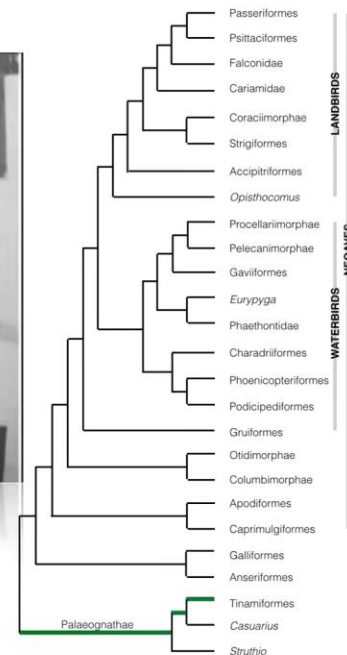 Passeriformes
Psittaciformes
Falconidae
Cariamidae
Coraciimorphae
Strigiformes
Accipitriformes
Opisthocomus
LANDBIRDS
Procellariimorphae
Pelecanimorphae
Gaviiformes
Eurypyga
Phaethontidae
Charadriiformes
Phoenicopteriformes
Podicipediformes
Gruiformes
WATERBIRDS
Otidimorphae
Columbimorphae
Apodiformes
Caprimulgiformes
Galliformes
Anseriformes
Tinamiformes
Palaeognathae
Casuarius
Struthio